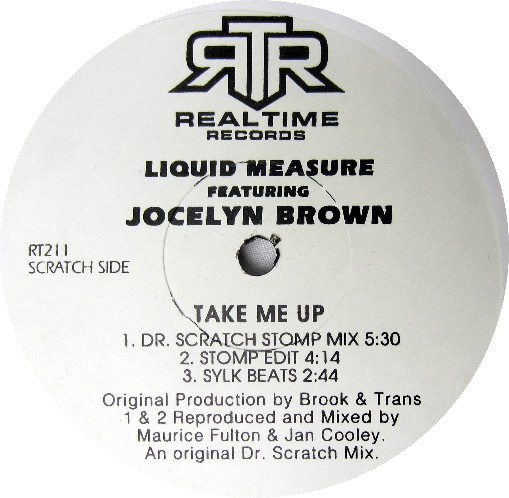 RTR
REALTIME
RECORDS
LIQUID MEASURE
FEATURING
JOCELYN BROWN
RT211
SCRATCH SIDE
TAKE ME UP
1. DR. SCRATCH STOMP MIX 5:30
2. STOMP EDIT 4:14
3. SYLK BEATS 2:44
Original Production by Brook & Trans
1 & 2 Reproduced and Mixed by
Maurice Fulton & Jan Cooley.
An original Dr. Scratch Mix.